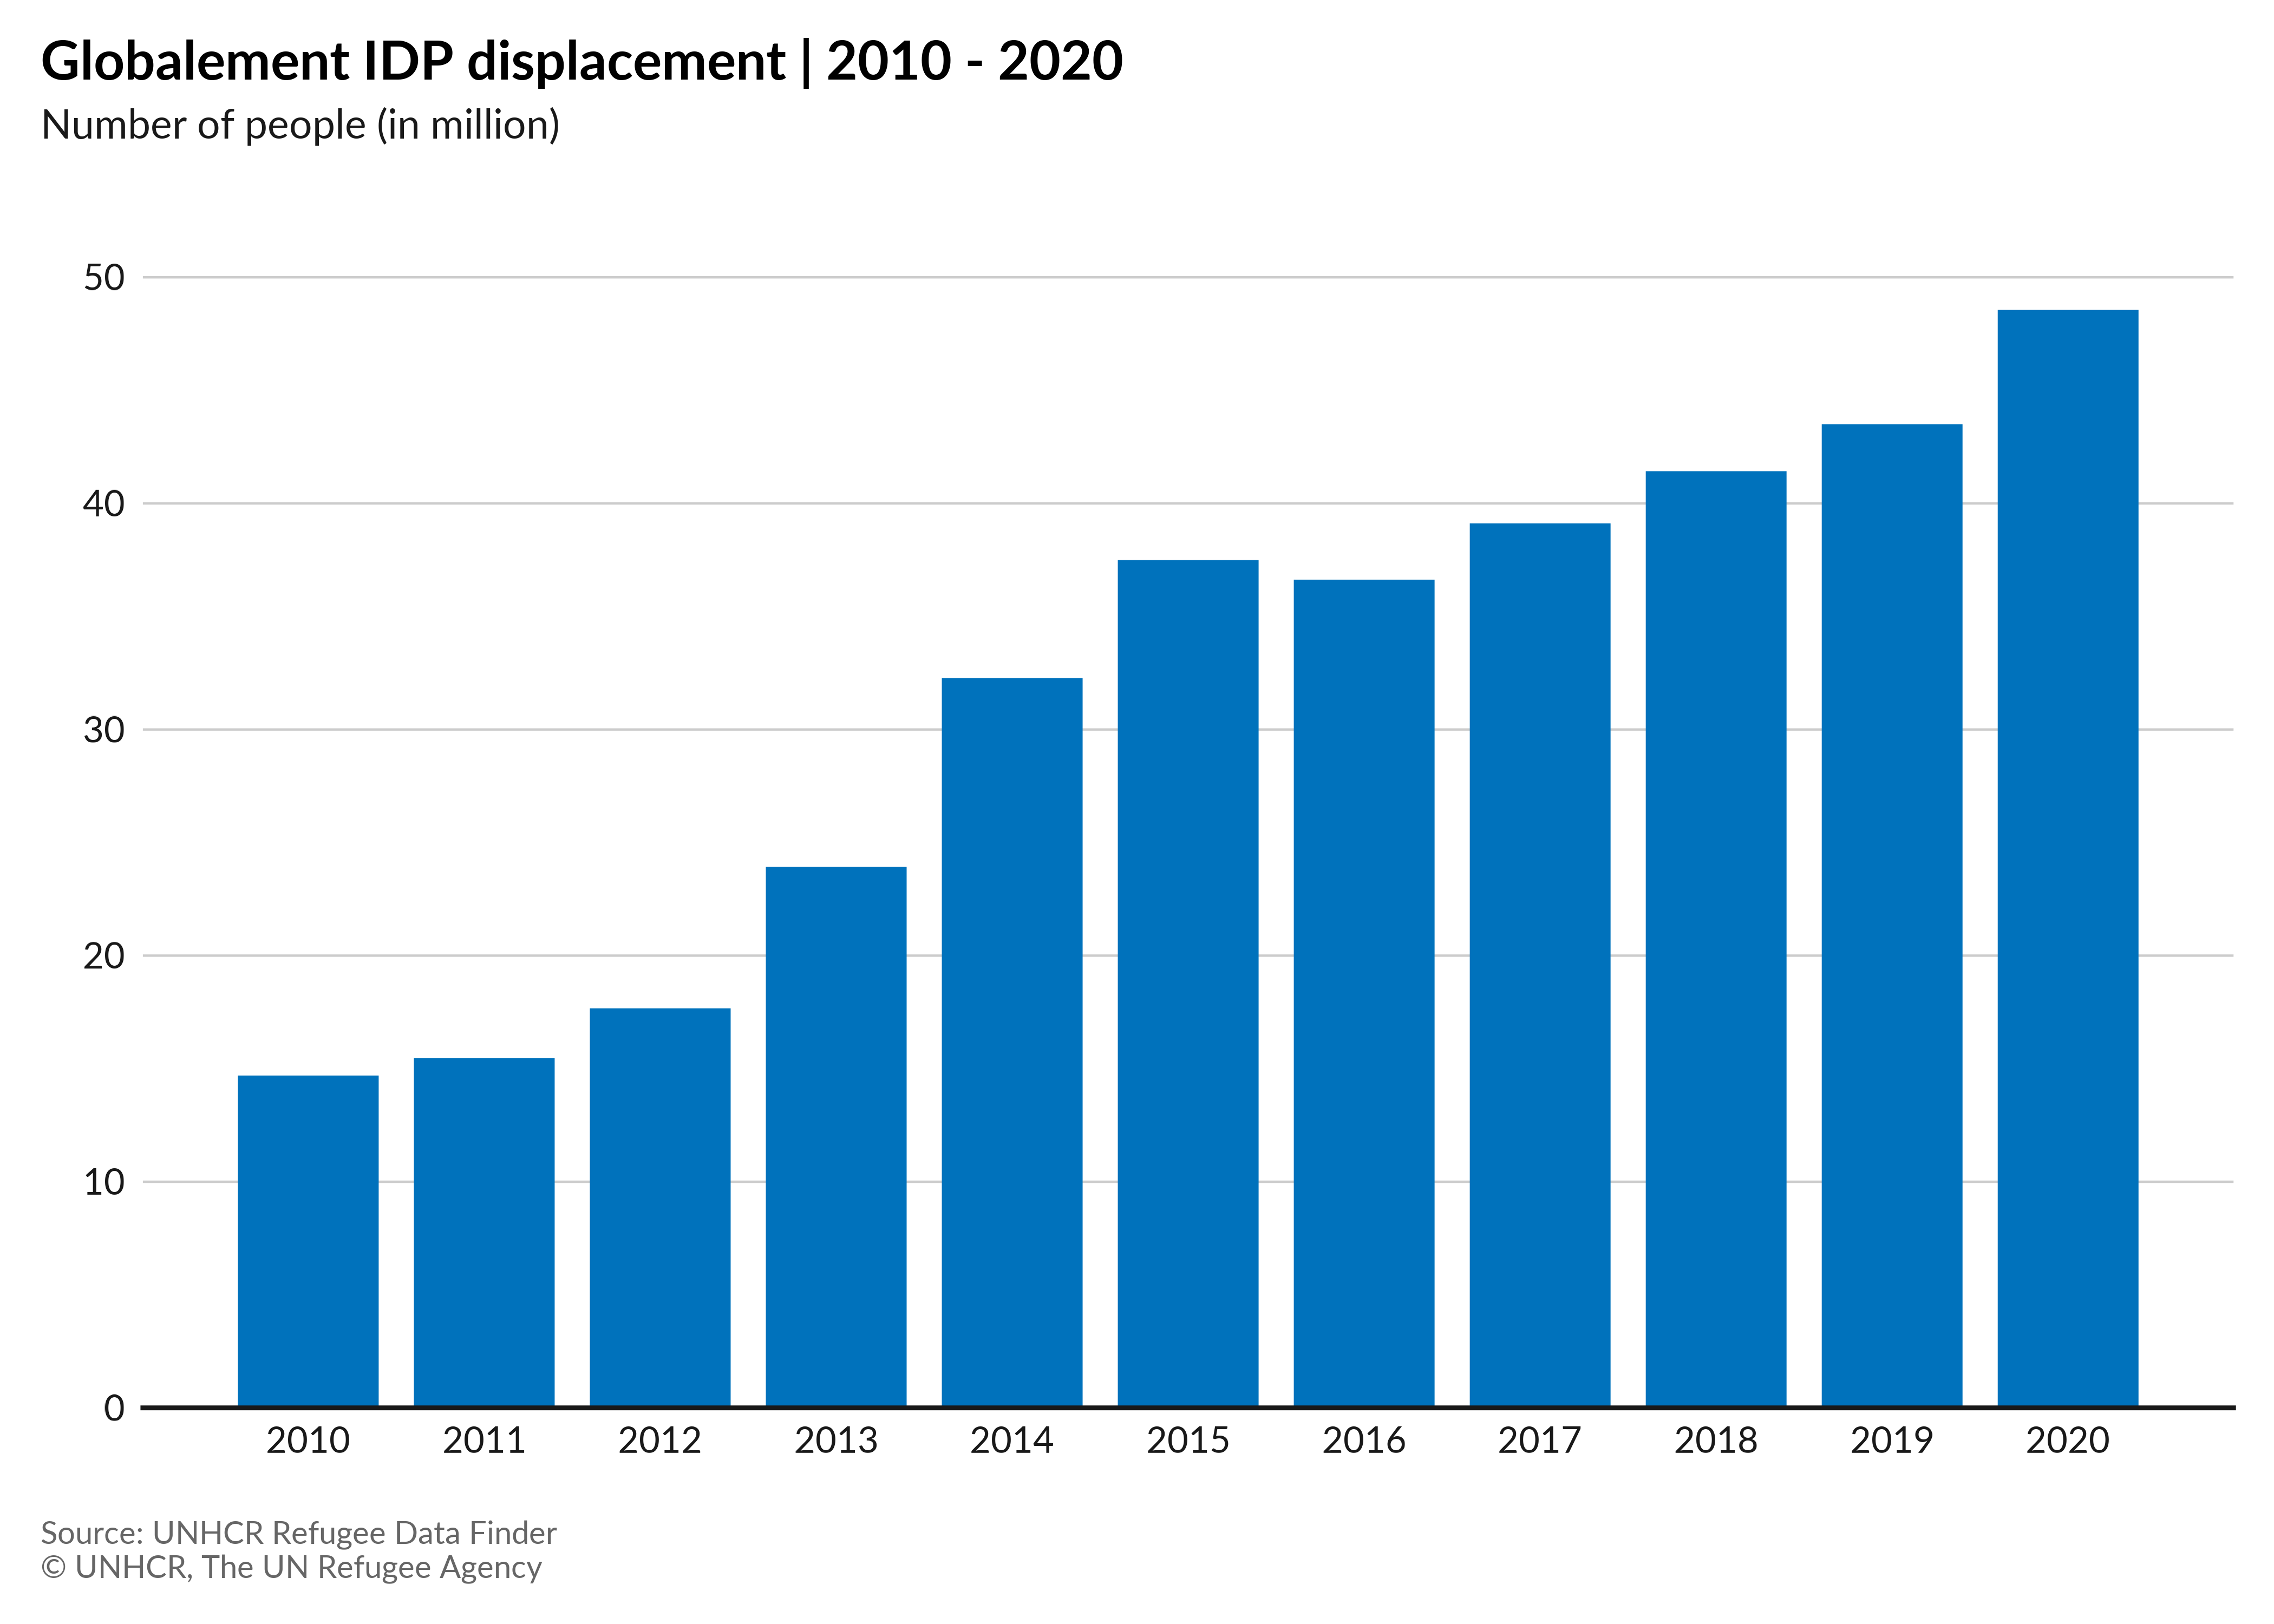 Globalement IDP displacement | 2010 - 2020
Number of people (in million)
50
40
30
20
10
0
2010 2011 2012 2013 2014 2015 2016 2017 2018 2019 2020
Source: UNHCR Refugee Data Finder
© UNHCR, The UN Refugee Agency